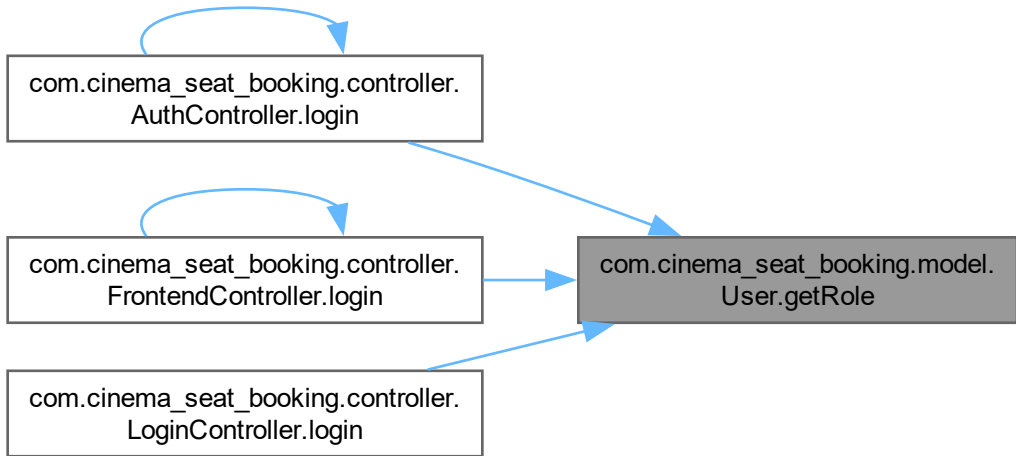 com.cinema_seat_booking.controller.
AuthController.login
com.cinema_seat_booking.controller.
FrontendController.login
com.cinema_seat_booking.model.
User.getRole
com.cinema_seat_booking.controller.
LoginController.login